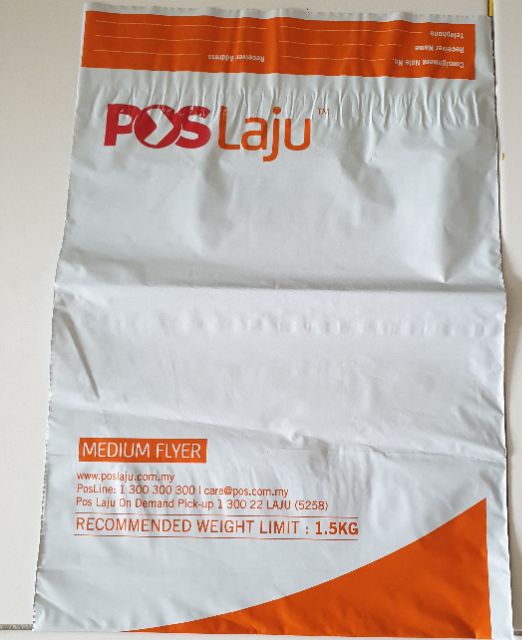 Consignment Note No.
Receiver Name
Telephone
Receiver Address
POS Laju™
MEDIUM FLYER
www.poslaju.com.my
PosLine: 1 300 300 300 | care@pos.com.my
Pos Laju On Demand Pick-up 1 300 22 LAJU (5258)
RECOMMENDED WEIGHT LIMIT : 1.5KG